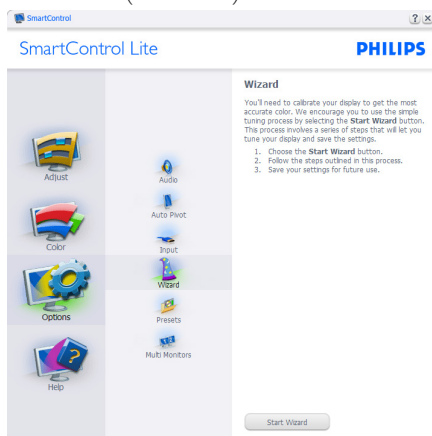 SmartControl
SmartControl Lite
PHILIPS
Adjust
Color
Options
Help
Audio
Auto Pivot
Input
Wizard
Presets
Multi Monitors
Wizard
You'll need to calibrate your display to get the most
accurate color. We encourage you to use the simple
tuning process by selecting the Start Wizard button.
This process involves a series of steps that will let you
tune your display and save the settings.
1. Choose the Start Wizard button.
2. Follow the steps outlined in this process.
3. Save your settings for future use.
Start Wizard